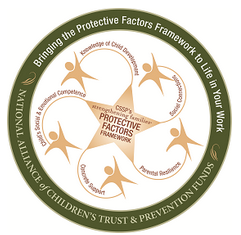 Bringing the Protective Factors Framework to Life in Your Work
NATIONAL ALLIANCE of CHILDREN'S TRUST & PREVENTION FUNDS
Knowledge of Child Development
Social Connections
Parental Resilience
Concrete Support
Child's Social & Emotional Competence
CSSP's
strengthening families
PROTECTIVE
FACTORS
FRAMEWORK